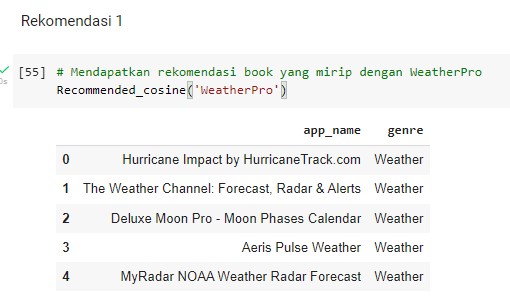 Rekomendasi 1
[55] # Mendapatkan rekomendasi book yang mirip dengan WeatherPro
Recommended_cosine('WeatherPro')
app_name genre
0 Hurricane Impact by HurricaneTrack.com Weather
1 The Weather Channel: Forecast, Radar & Alerts Weather
2 Deluxe Moon Pro - Moon Phases Calendar Weather
3 Aeris Pulse Weather Weather
4 MyRadar NOAA Weather Radar Forecast Weather